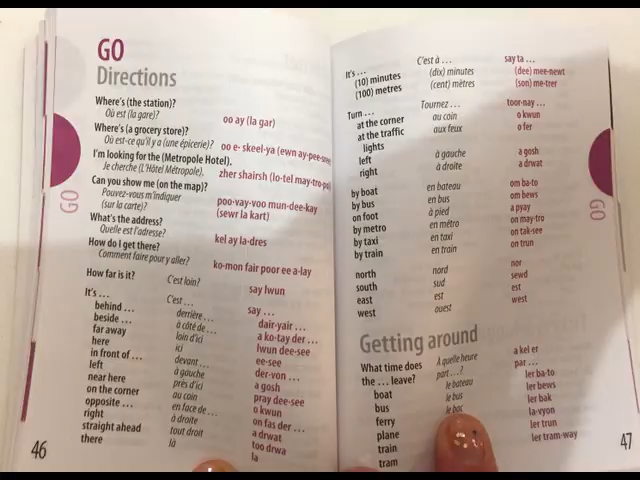 GO
Directions
Where's (the station)?
Où est (la gare)? oo ay (la gar)
Where's (a grocery store)?
Où est-ce qu'il y a (une épicerie)? oo e· skeel·ya (ewn ay·pee·sree)
I'm looking for the (Metropole Hotel).
Je cherche (L'Hôtel Métropole). zher shairsh (lo·tel may·tro·pol)
Can you show me (on the map)?
Pouvez-vous m'indiquer poo·vay·voo mun·dee·kay
(sur la carte)? (sewr la kart)
What's the address?
Quelle est l'adresse? kel ay la·dres
How do I get there?
Comment faire pour y aller? ko·mon fair poor ee a·lay
How far is it? C'est loin? say lwun
It's … C'est … say …
behind … derrière … dair·yair …
beside … à côté de … a ko·tay der …
far away loin d'ici lwun dee·see
here ici ee·see
in front of … devant … der·von …
left à gauche a gosh
near here près d'ici pray dee·see
on the corner au coin o kwun
opposite … en face de … on fas der …
right à droite a drwat
straight ahead tout droit too drwa
there là la
46
GO
It's … C'est à … say ta …
(10) minutes (dix) minutes (dee) mee·newt
(100) metres (cent) mètres (son) me·trer
Turn … Tournez … toor·nay …
at the corner au coin o kwun
at the traffic aux feux o fer
lights
left à gauche a gosh
right à droite a drwat
by boat en bateau om ba·to
by bus en bus om bews
on foot à pied a pyay
by metro en métro on may·tro
by taxi en taxi on tak·see
by train en train on trun
north nord nor
south sud sewd
east est est
west ouest west
Getting around
What time does À quelle heure a kel er
the … leave? part …? par …
boat le bateau ler ba·to
bus le bus ler bews
ferry le bac ler bak
plane la·vyon
train ler trun
tram ler tram·way
47
GO